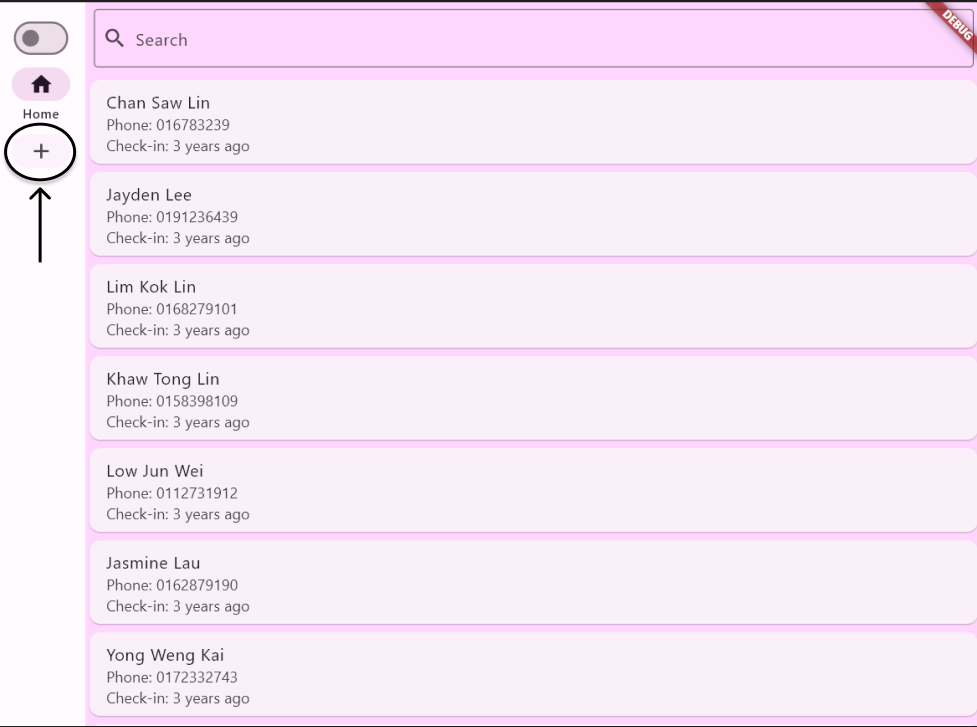 Search
DEBUG
Home
Chan Saw Lin
Phone: 016783239
Check-in: 3 years ago
Jayden Lee
Phone: 0191236439
Check-in: 3 years ago
Lim Kok Lin
Phone: 0168279101
Check-in: 3 years ago
Khaw Tong Lin
Phone: 0158398109
Check-in: 3 years ago
Low Jun Wei
Phone: 0112731912
Check-in: 3 years ago
Jasmine Lau
Phone: 0162879190
Check-in: 3 years ago
Yong Weng Kai
Phone: 0172332743
Check-in: 3 years ago